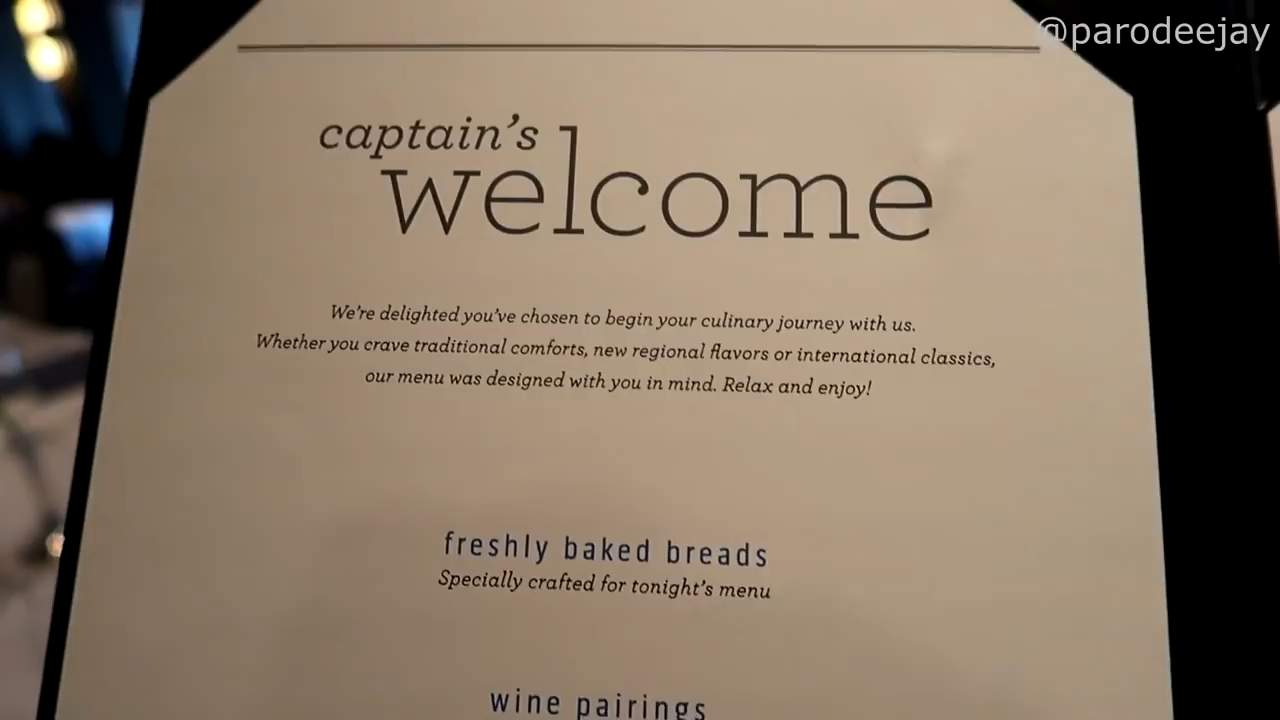 @parodeejay
captain's
welcome
We're delighted you've chosen to begin your culinary journey with us.
Whether you crave traditional comforts, new regional flavors or international classics,
our menu was designed with you in mind. Relax and enjoy!
freshly baked breads
Specially crafted for tonight's menu
wine pairings